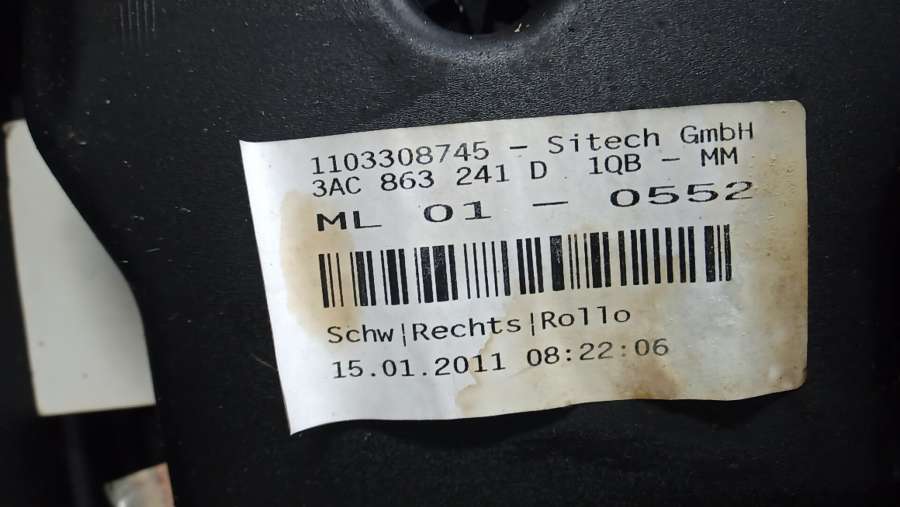 1103308745 - Sitech GmbH
3AC 863 241 D 1QB - MM
ML 01 - 0552
Schw|Rechts|Rollo
15.01.2011 08:22:06